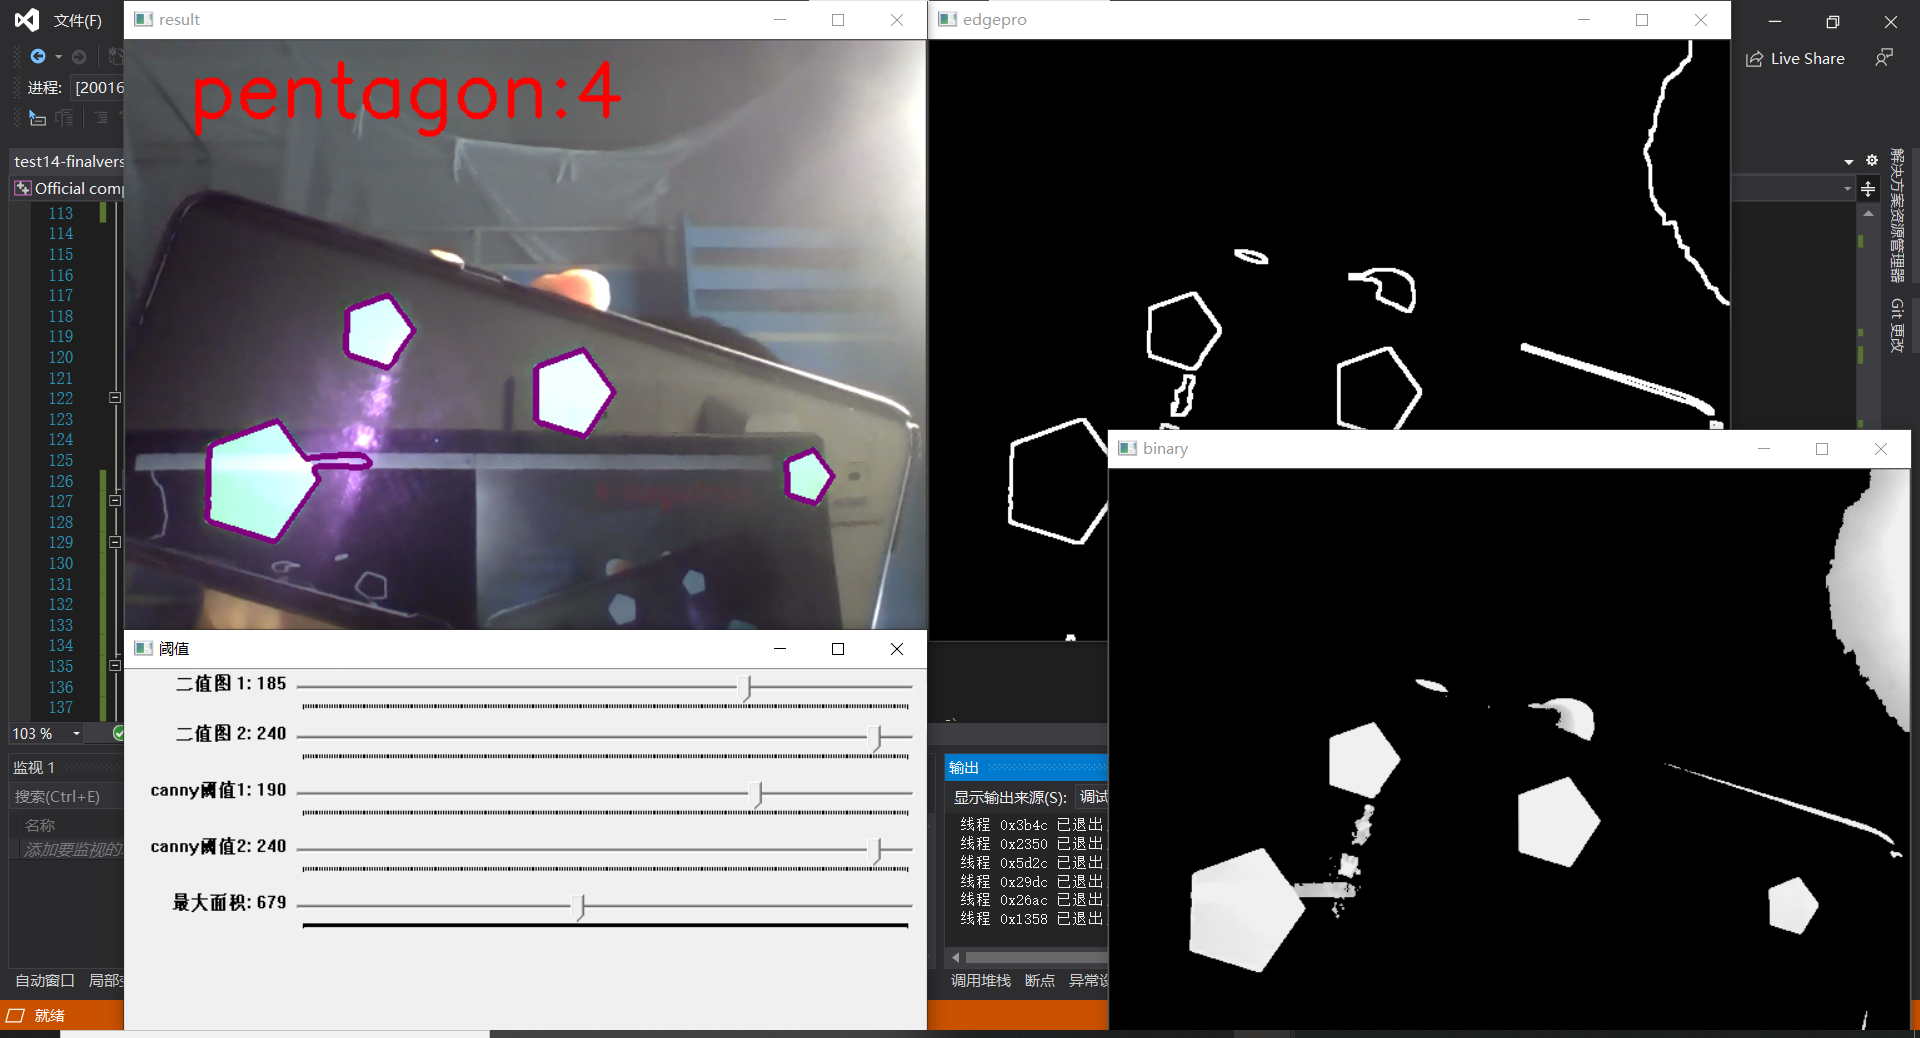 文件(F)
result
edgepro
进程:
[20016
Live Share
pentagon:4
test14-finalvers
Official comp
解决方案资源管理器
Git 更改
113
114
115
116
117
118
119
120
121
122
123
124
125
126
127
128
129
130
131
132
133
134
135
136
137
binary
阈值
二值图 1: 185
二值图 2: 240
canny阈值1: 190
canny阈值2: 240
最大面积: 679
103 %
监视 1
搜索(Ctrl+E)
名称
添加要监视的
自动窗口
局部
输出
显示输出来源(S):
调试
线程 0x3b4c 已退出
线程 0x2350 已退出
线程 0x5d2c 已退出
线程 0x29dc 已退出
线程 0x26ac 已退出
线程 0x1358 已退出
调用堆栈
断点
异常设
就绪